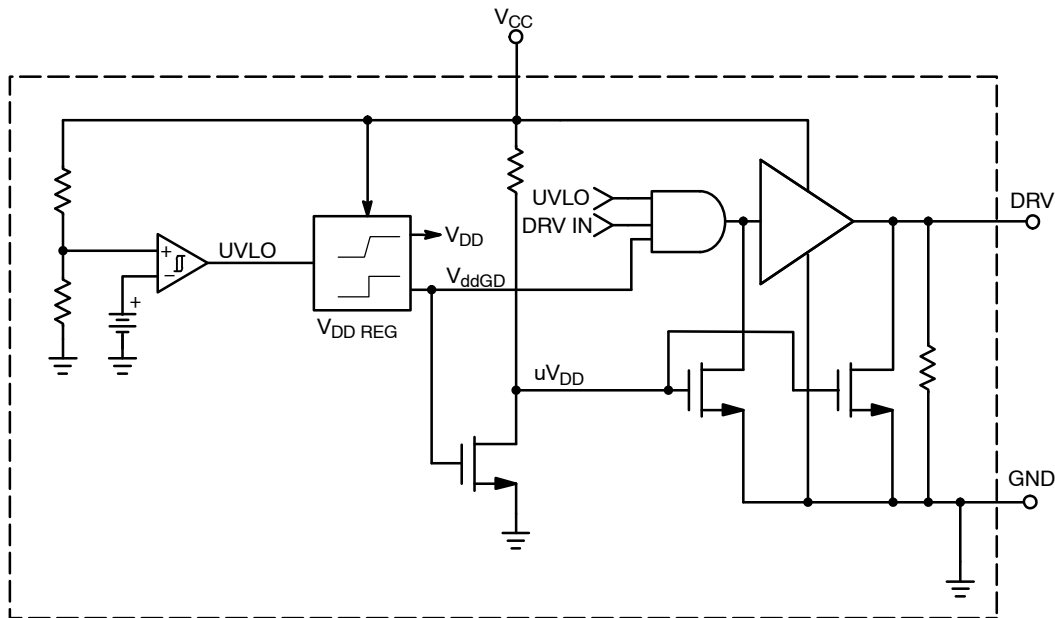 VCC
UVLO
DRV IN
DRV
+
−
UVLO
VDD
+
VddGD
VDD REG
uVDD
GND